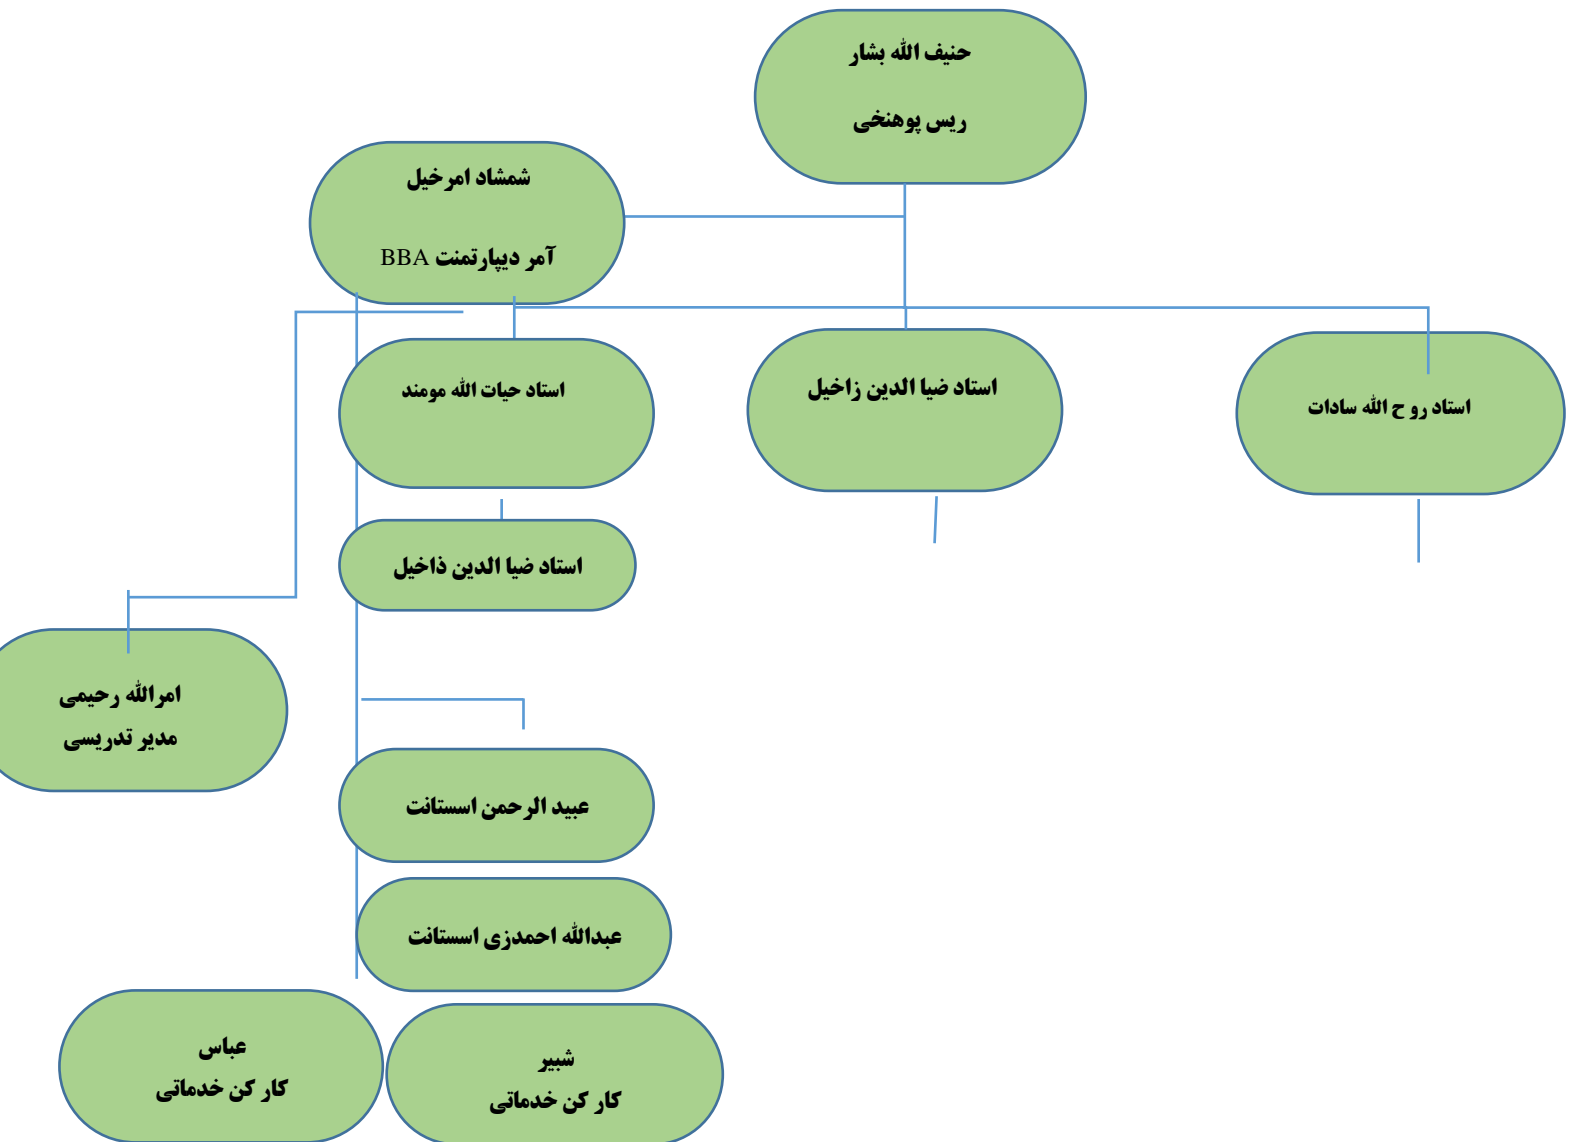 حنیف الله بشار
ریس پوهنخی
شمشاد امرخیل
آمر دیپارتمنت BBA
استاد حیات الله مومند
استاد ضیا الدین زاخیل
استاد رو ح الله سادات
استاد ضیا الدین ذاخیل
امرالله رحیمی
مدیر تدریسی
عبید الرحمن اسستانت
عبدالله احمدزی اسستانت
عباس
کار کن خدماتی
شبیر
کار کن خدماتی